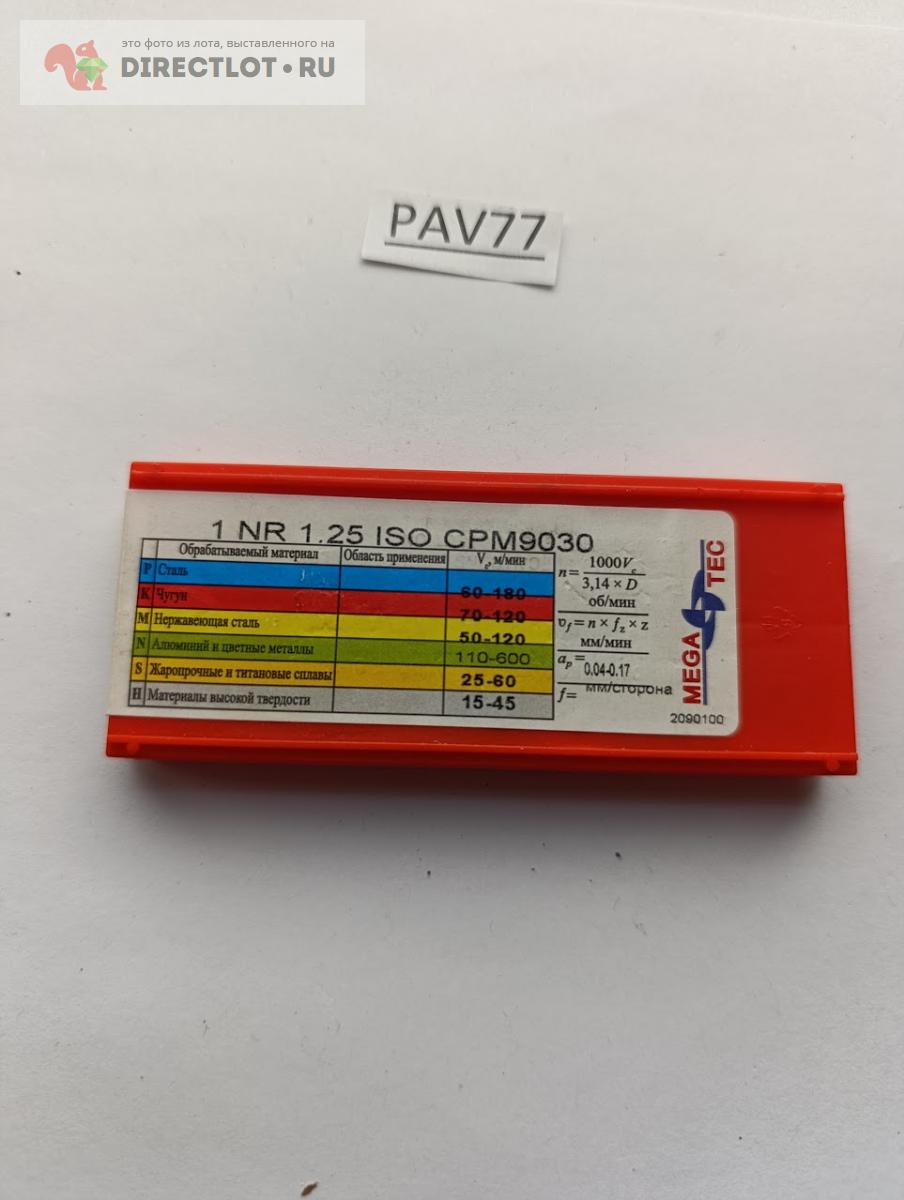 это фото из лота, выставленного на
DIRECTLOT•RU
PAV77
1 NR 1.25 ISO CPM9030
Обрабатываемый материал Область применения Vc, м/мин
P Сталь 60-180
K Чугун 70-120
M Нержавеющая сталь 50-120
N Алюминий и цветные металлы 110-600
S Жаропрочные и титановые сплавы 25-60
H Материалы высокой твердости 15-45
n= 1000Vc
3,14 × D
об/мин
υf = n × fz × z
мм/мин
ap = 0.04-0.17
f= мм/сторона
MEGA TEC
2090100